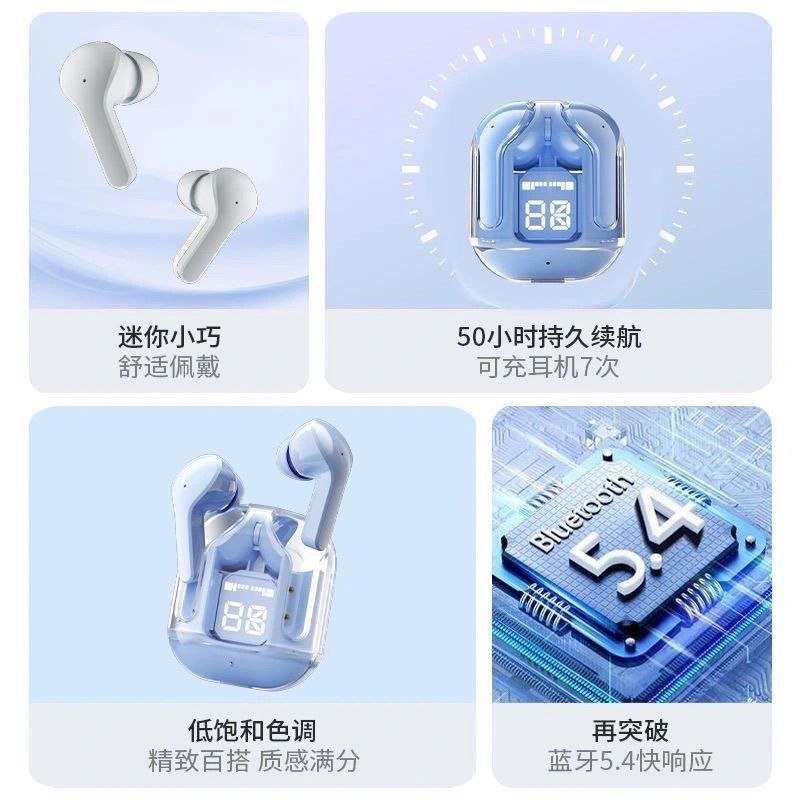 88
迷你小巧
舒适佩戴
50小时持久续航
可充耳机7次
88
Bluetooth
5.4
低饱和色调
精致百搭 质感满分
再突破
蓝牙5.4快响应